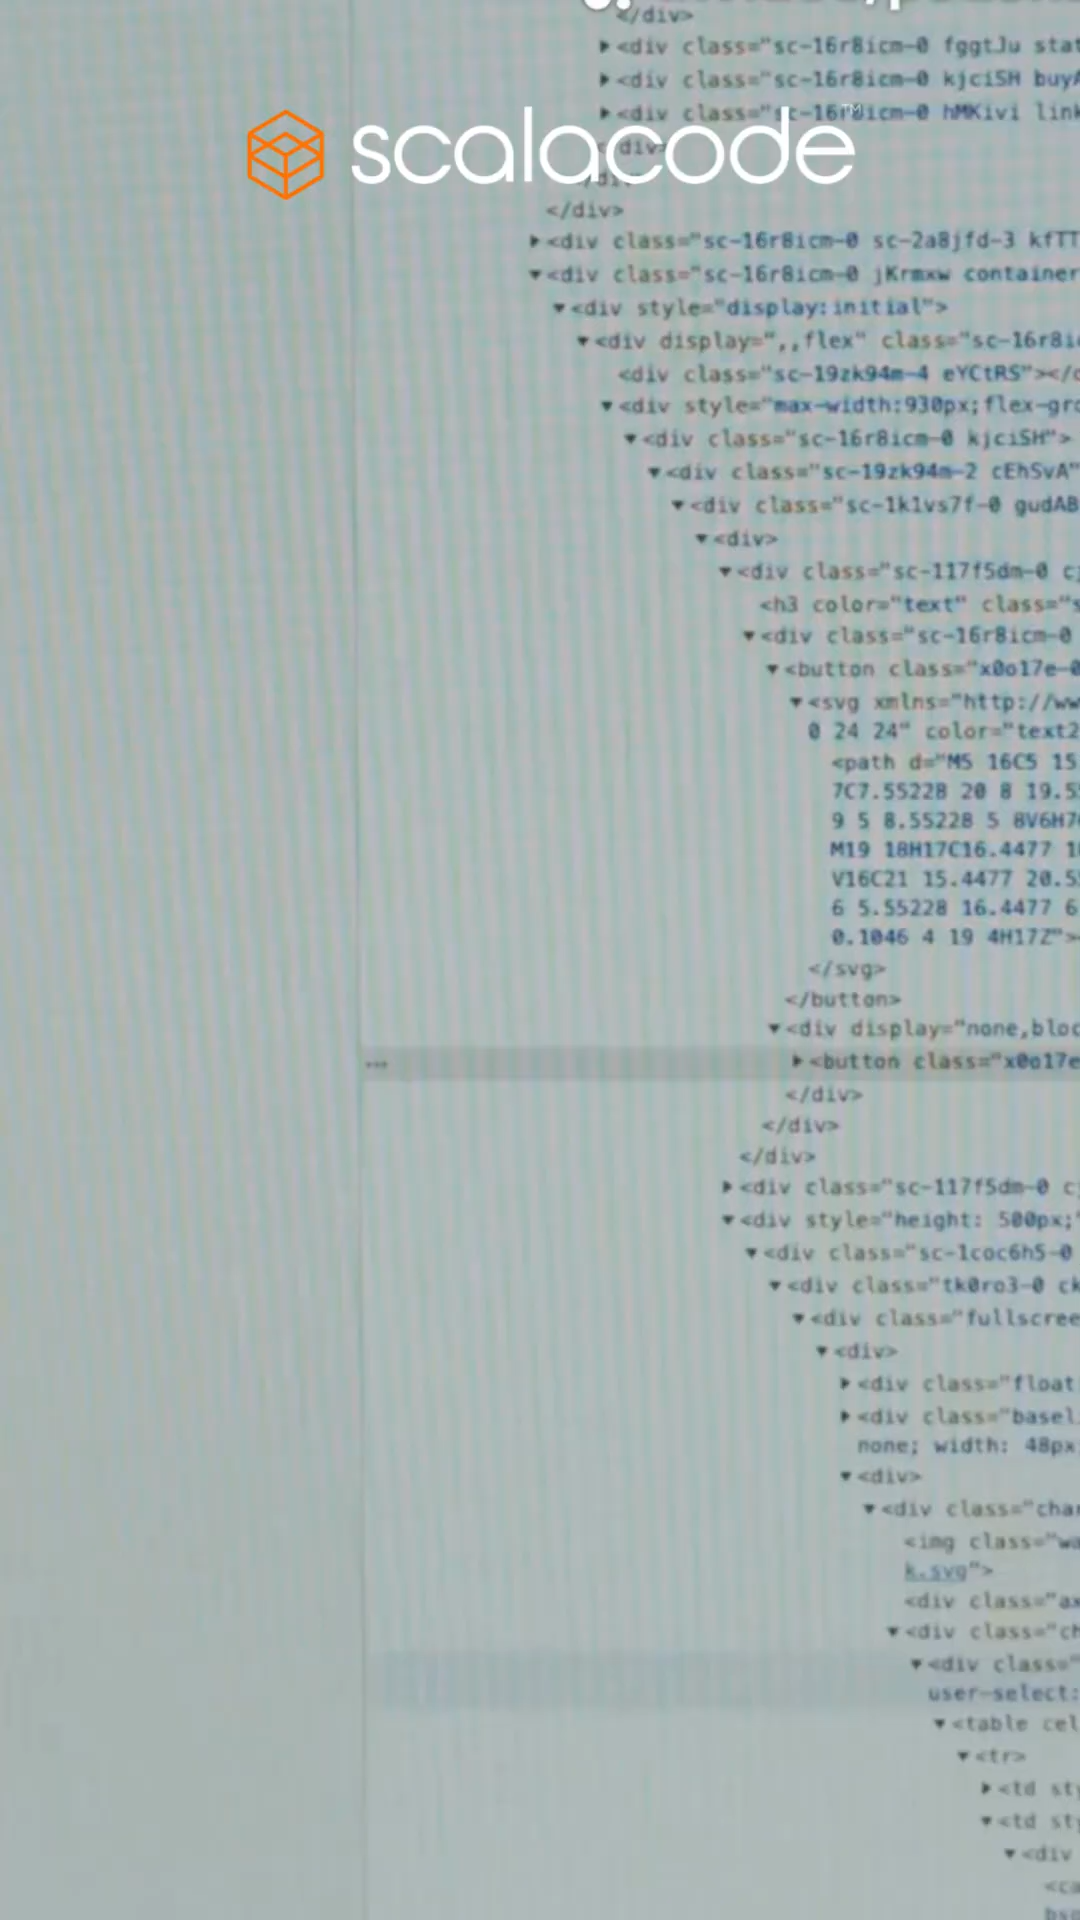 </div>
▶<div class="sc-16r8icm-0 fggtJu stat
▶<div class="sc-16r8icm-0 kjciSH buyA
▶<div class="sc-16r8icm-0 hMKivi link
scalacode™
</div>
</div>
</div>
▶<div class="sc-16r8icm-0 sc-2a8jfd-3 kfTT
▼<div class="sc-16r8icm-0 jKrmxw container
▼<div style="display:initial">
▼<div display=",,flex" class="sc-16r8ic
<div class="sc-19zk94m-4 eYCtRS"></d
▼<div style="max-width:930px;flex-gro
▼<div class="sc-16r8icm-0 kjciSH">
▼<div class="sc-19zk94m-2 cEhSvA"
▼<div class="sc-1k1vs7f-0 gudAB
▼<div>
▼<div class="sc-117f5dm-0 c
<h3 color="text" class="s
▼<div class="sc-16r8icm-0
▼<button class="x0o17e-0
▼<svg xmlns="http://ww
0 24 24" color="text2
<path d="M5 16C5 15
7C7.55228 20 8 19.5
9 5 8.55228 5 8V6H7
M19 18H17C16.4477 1
V16C21 15.4477 20.5
6 5.55228 16.4477 6
0.1046 4 19 4H17Z">
</svg>
</button>
▼<div display="none,bloc
… ▶<button class="x0o17e
</div>
</div>
</div>
▶<div class="sc-117f5dm-0 c
▼<div style="height: 500px;"
▼<div class="sc-1coc6h5-0
▼<div class="tk0ro3-0 ck
▼<div class="fullscree
▼<div>
▶<div class="float
▶<div class="basel
none; width: 48px
▼<div>
▼<div class="cha
<img class="wa
k.svg">
<div class="ax
▼<div class="ch
▼<div class="
user-select:
▼<table cel
▼<tr>
▶<td sty
▼<td sty
▼<div
<ca